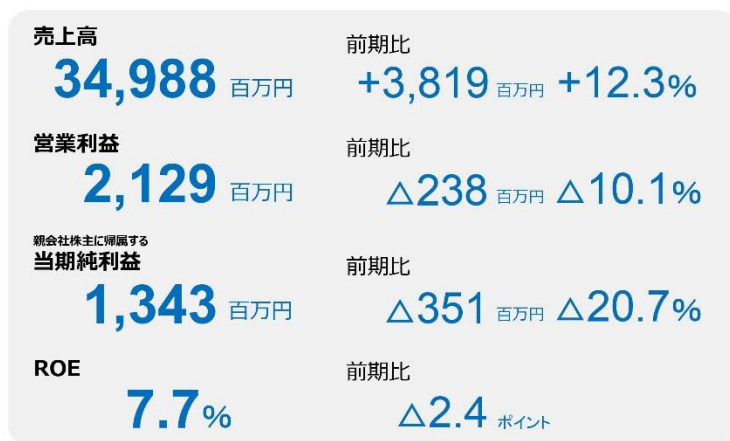 売上高
34,988 百万円
前期比
+3,819 百万円 +12.3%
営業利益
2,129 百万円
前期比
△238 百万円 △10.1%
親会社株主に帰属する
当期純利益
1,343 百万円
前期比
△351 百万円 △20.7%
ROE
7.7%
前期比
△2.4 ポイント